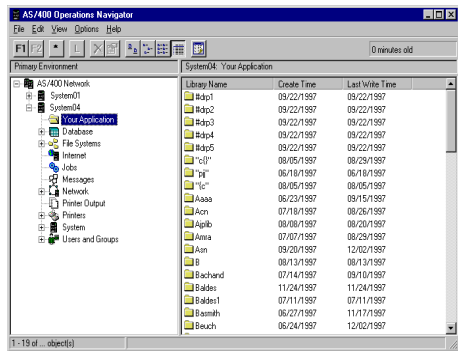 AS/400 Operations Navigator
File Edit View Options Help
F1 F2 * L 0 minutes old
Primary Environment System04: Your Application
AS/400 Network
System01
System04
Your Application
Database
File Systems
Internet
Jobs
Messages
Network
Printer Output
Printers
System
Users and Groups
Library Name Create Time Last Write Time
#drp1 09/22/1997 09/22/1997
#drp2 09/22/1997 09/22/1997
#drp3 09/22/1997 09/22/1997
#drp4 09/22/1997 09/22/1997
#drp5 09/22/1997 09/22/1997
"c{}" 08/05/1997 08/29/1997
06/18/1997 06/18/1997
08/05/1997 08/05/1997
Aaaa 06/23/1997 09/15/1997
Acn 07/18/1997 08/26/1997
Ajplib 08/08/1997 08/20/1997
Amra 07/07/1997 08/29/1997
Asn 09/20/1997 12/02/1997
B 08/13/1997 08/13/1997
Bachand 07/14/1997 09/10/1997
Baldes 11/24/1997 11/24/1997
Baldes1 07/11/1997 07/11/1997
Basmith 06/27/1997 11/17/1997
Beuch 06/24/1997 12/02/1997
1 - 19 of ... object(s)